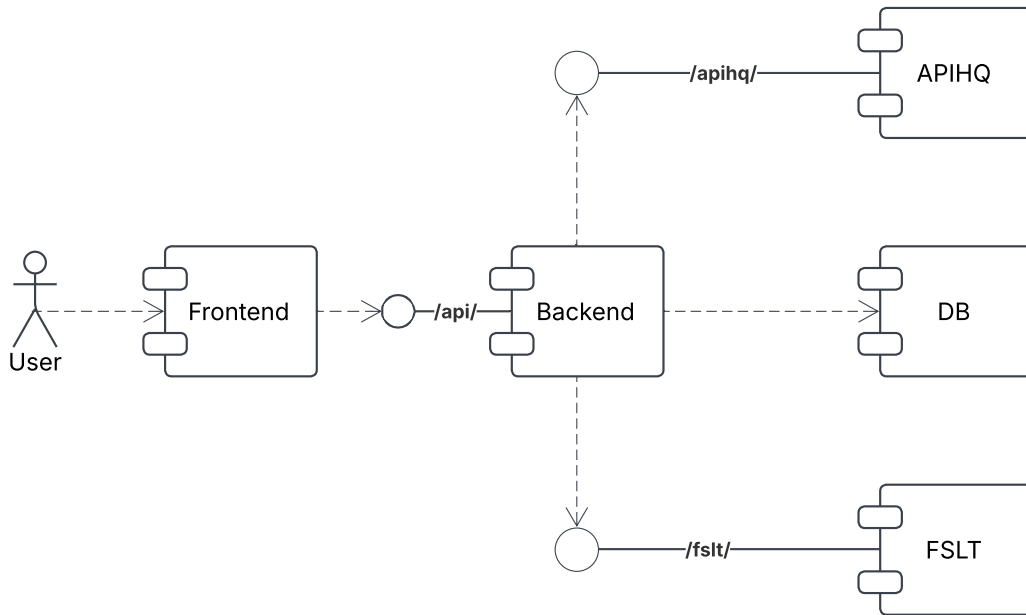 /apihq/
APIHQ
User
Frontend
/api/
Backend
DB
/fslt/
FSLT